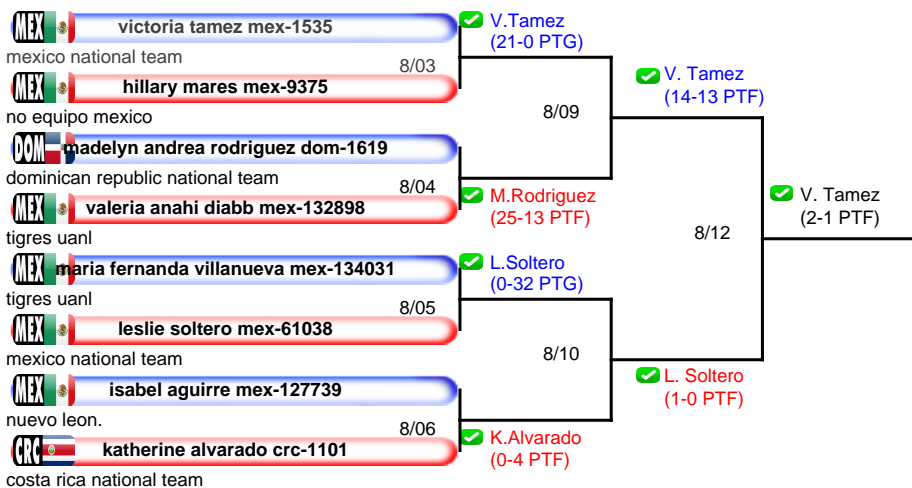 MEX victoria tamez mex-1535
mexico national team
8/03
MEX hillary mares mex-9375
no equipo mexico
DOM madelyn andrea rodriguez dom-1619
dominican republic national team
8/04
MEX valeria anahi diabb mex-132898
tigres uanl
MEX maria fernanda villanueva mex-134031
tigres uanl
8/05
MEX leslie soltero mex-61038
mexico national team
MEX isabel aguirre mex-127739
nuevo leon.
8/06
CRC katherine alvarado crc-1101
costa rica national team
V.Tamez
(21-0 PTG)
8/09
M.Rodriguez
(25-13 PTF)
L.Soltero
(0-32 PTG)
8/10
K.Alvarado
(0-4 PTF)
V. Tamez
(14-13 PTF)
8/12
L. Soltero
(1-0 PTF)
V. Tamez
(2-1 PTF)